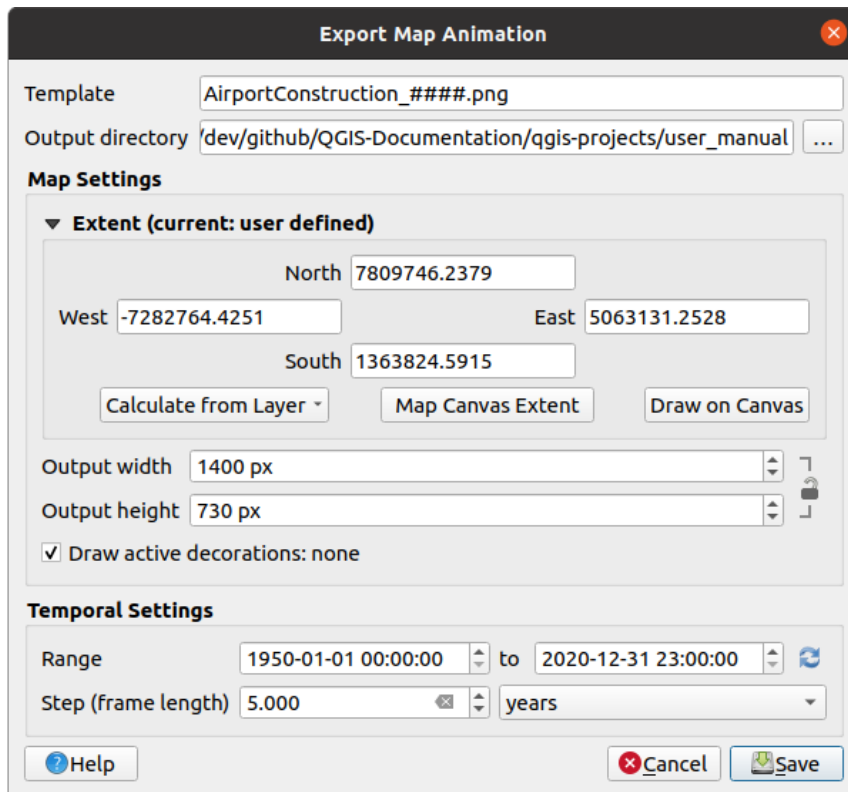 Export Map Animation
Template AirportConstruction_####.png
Output directory /dev/github/QGIS-Documentation/qgis-projects/user_manual ...
Map Settings
Extent (current: user defined)
North 7809746.2379
West -7282764.4251 East 5063131.2528
South 1363824.5915
Calculate from Layer Map Canvas Extent Draw on Canvas
Output width 1400 px
Output height 730 px
Draw active decorations: none
Temporal Settings
Range 1950-01-01 00:00:00 to 2020-12-31 23:00:00
Step (frame length) 5.000 years
Help Cancel Save